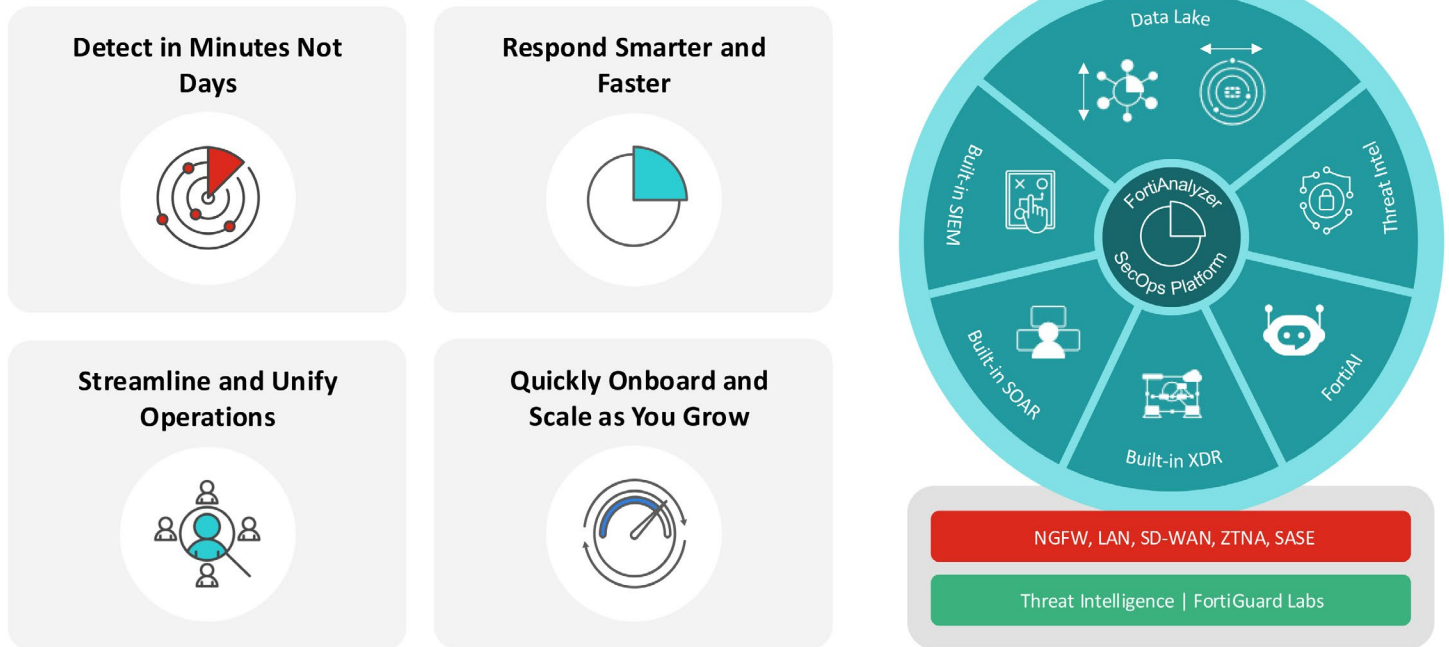 Detect in Minutes Not
Days
Respond Smarter and
Faster
Streamline and Unify
Operations
Quickly Onboard and
Scale as You Grow
Data Lake
Threat Intel
FortiAI
Built-in XDR
Built-in SOAR
Built-in SIEM
FortiAnalyzer
SecOps Platform
NGFW, LAN, SD-WAN, ZTNA, SASE
Threat Intelligence | FortiGuard Labs